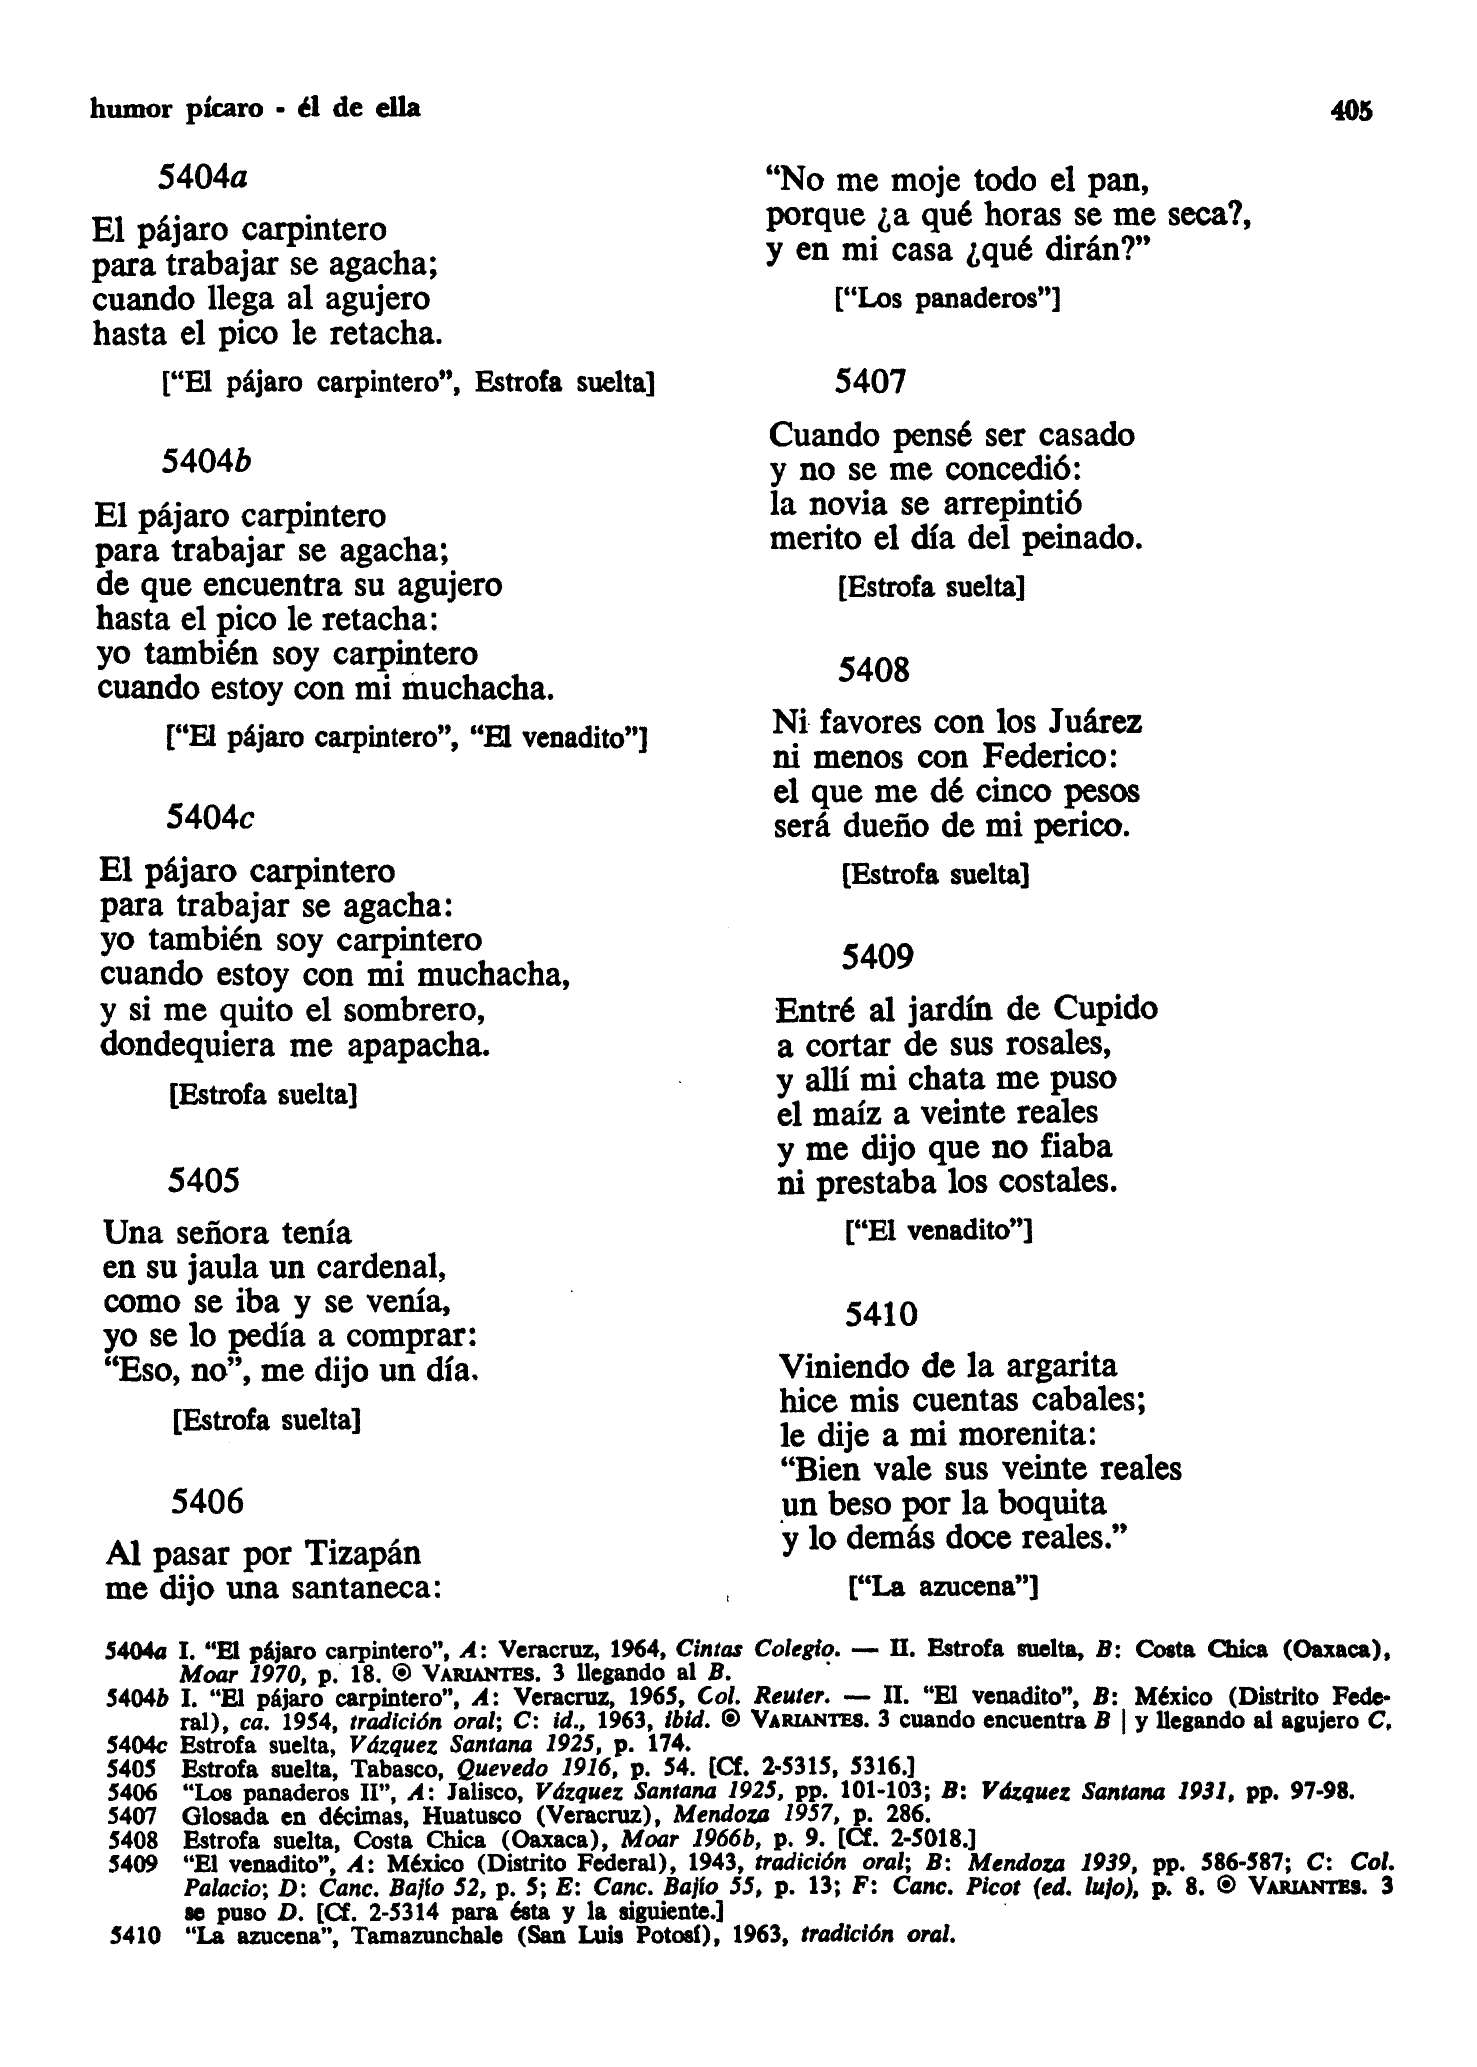 humor pícaro - él de ella
405
5404a
El pájaro carpintero
para trabajar se agacha;
cuando llega al agujero
hasta el pico le retacha.
[“El pájaro carpintero”, Estrofa suelta]
5404b
El pájaro carpintero
para trabajar se agacha;
de que encuentra su agujero
hasta el pico le retacha:
yo también soy carpintero
cuando estoy con mi muchacha.
[“El pájaro carpintero”, “El venadito”]
5404c
El pájaro carpintero
para trabajar se agacha:
yo también soy carpintero
cuando estoy con mi muchacha,
y si me quito el sombrero,
dondequiera me apapacha.
[Estrofa suelta]
5405
Una señora tenía
en su jaula un cardenal,
como se iba y se venía,
yo se lo pedía a comprar:
“Eso, no”, me dijo un día.
[Estrofa suelta]
5406
Al pasar por Tizapán
me dijo una santaneca:
“No me moje todo el pan,
porque ¿a qué horas se me seca?,
y en mi casa ¿qué dirán?”
[“Los panaderos”]
5407
Cuando pensé ser casado
y no se me concedió:
la novia se arrepintió
merito el día del peinado.
[Estrofa suelta]
5408
Ni favores con los Juárez
ni menos con Federico:
el que me dé cinco pesos
será dueño de mi perico.
[Estrofa suelta]
5409
Entré al jardín de Cupido
a cortar de sus rosales,
y allí mi chata me puso
el maíz a veinte reales
y me dijo que no fiaba
ni prestaba los costales.
[“El venadito”]
5410
Viniendo de la argarita
hice mis cuentas cabales;
le dije a mi morenita:
“Bien vale sus veinte reales
un beso por la boquita
y lo demás doce reales.”
[“La azucena”]
5404a I. “El pájaro carpintero”, A: Veracruz, 1964, Cintas Colegio. — II. Estrofa suelta, B: Costa Chica (Oaxaca),
Moar 1970, p. 18. ⊚ VARIANTES. 3 llegando al B.
5404b I. “El pájaro carpintero”, A: Veracruz, 1965, Col. Reuter. — II. “El venadito”, B: México (Distrito Fede-
ral), ca. 1954, tradición oral; C: id., 1963, ibid. ⊚ VARIANTES. 3 cuando encuentra B | y llegando al agujero C.
5404c Estrofa suelta, Vázquez Santana 1925, p. 174.
5405 Estrofa suelta, Tabasco, Quevedo 1916, p. 54. [Cf. 2-5315, 5316.]
5406 “Los panaderos II”, A: Jalisco, Vázquez Santana 1925, pp. 101-103; B: Vázquez Santana 1931, pp. 97-98.
5407 Glosada en décimas, Huatusco (Veracruz), Mendoza 1957, p. 286.
5408 Estrofa suelta, Costa Chica (Oaxaca), Moar 1966b, p. 9. [Cf. 2-5018.]
5409 “El venadito”, A: México (Distrito Federal), 1943, tradición oral; B: Mendoza 1939, pp. 586-587; C: Col.
Palacio; D: Canc. Bajío 52, p. 5; E: Canc. Bajío 55, p. 13; F: Canc. Picot (ed. lujo), p. 8. ⊚ VARIANTES. 3
se puso D. [Cf. 2-5314 para ésta y la siguiente.]
5410 “La azucena”, Tamazunchale (San Luis Potosí), 1963, tradición oral.